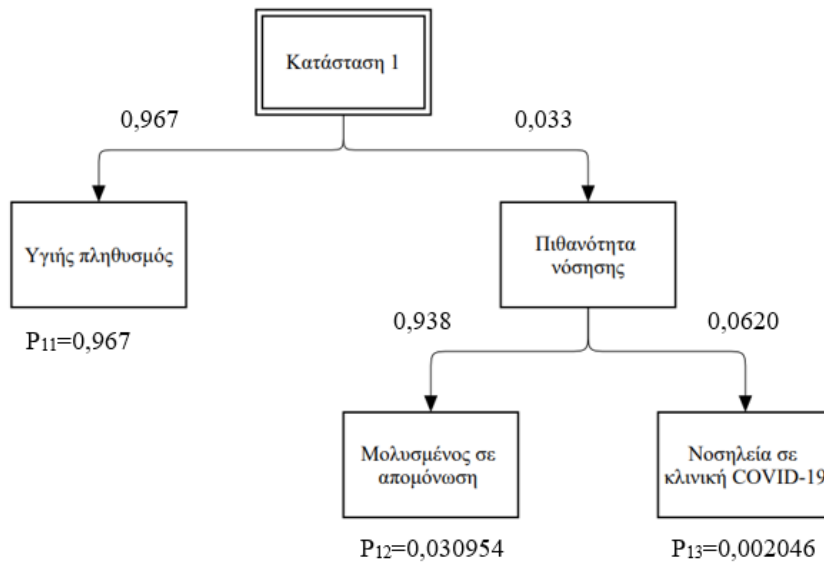 Κατάσταση 1
0,967
0,033
Υγιής πληθυσμός
Πιθανότητα
νόσησης
P₁₁=0,967
0,938
0,0620
Μολυσμένος σε
απομόνωση
Νοσηλεία σε
κλινική COVID-19
P₁₂=0,030954
P₁₃=0,002046